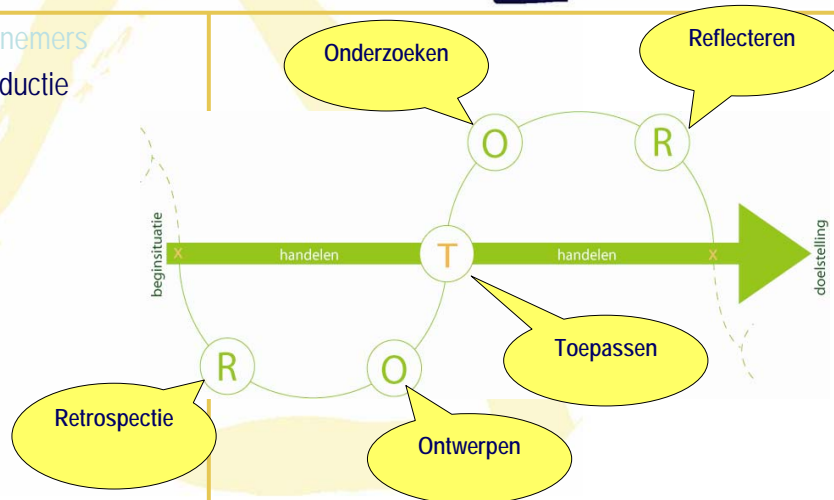 nemers
ductie
Onderzoeken
Reflecteren
O
R
beginsituatie
x
handelen
T
handelen
x
doelstelling
R
O
Toepassen
Retrospectie
Ontwerpen